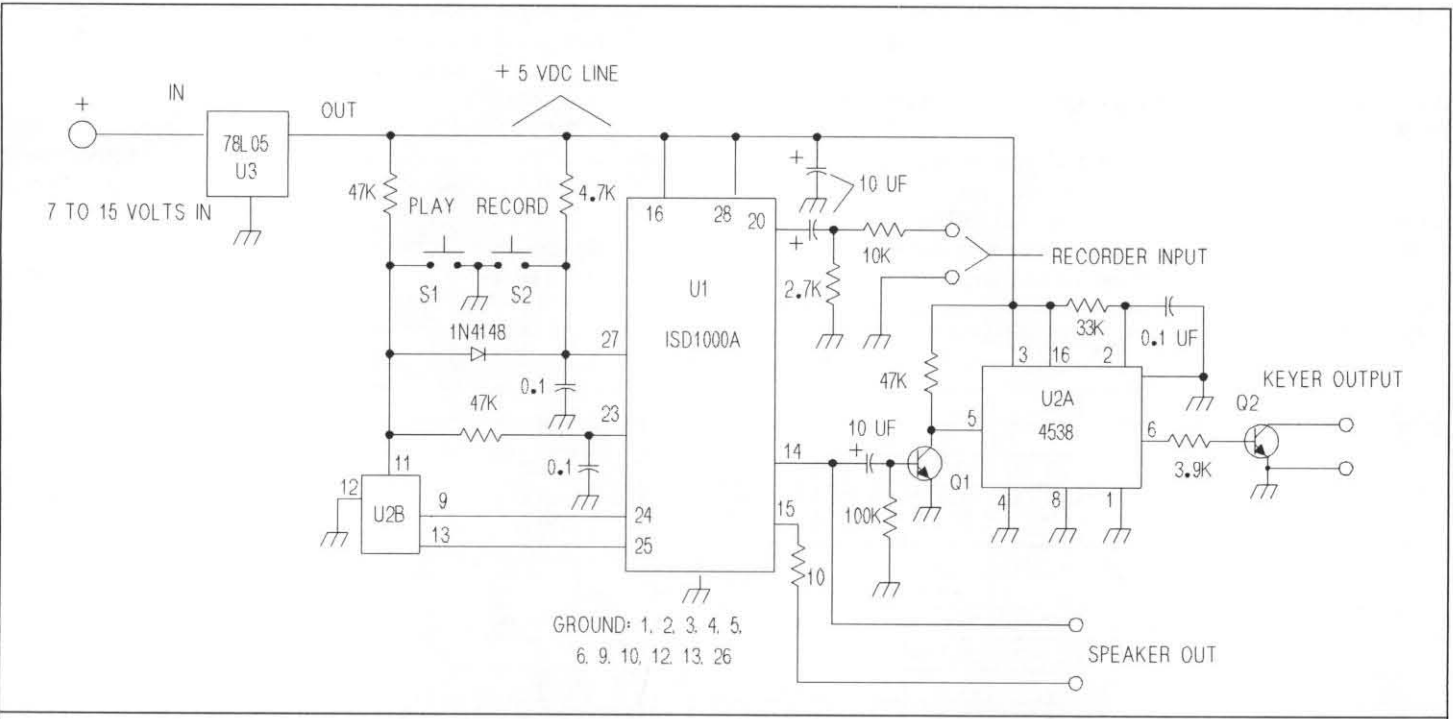 + 5 VDC LINE
+
IN
OUT
78L05
U3
7 TO 15 VOLTS IN
47K
PLAY
RECORD
4.7K
S1
S2
1N4148
0.1
47K
0.1
11
12
U2B
9
13
16
28
20
U1
ISD1000A
27
23
24
25
14
15
GROUND: 1, 2, 3, 4, 5,
6, 9, 10, 12, 13, 26
+
10 UF
+
10K
2.7K
RECORDER INPUT
47K
33K
0.1 UF
3
16
2
U2A
4538
5
6
4
8
1
10 UF
+
Q1
100K
10
3.9K
Q2
KEYER OUTPUT
SPEAKER OUT